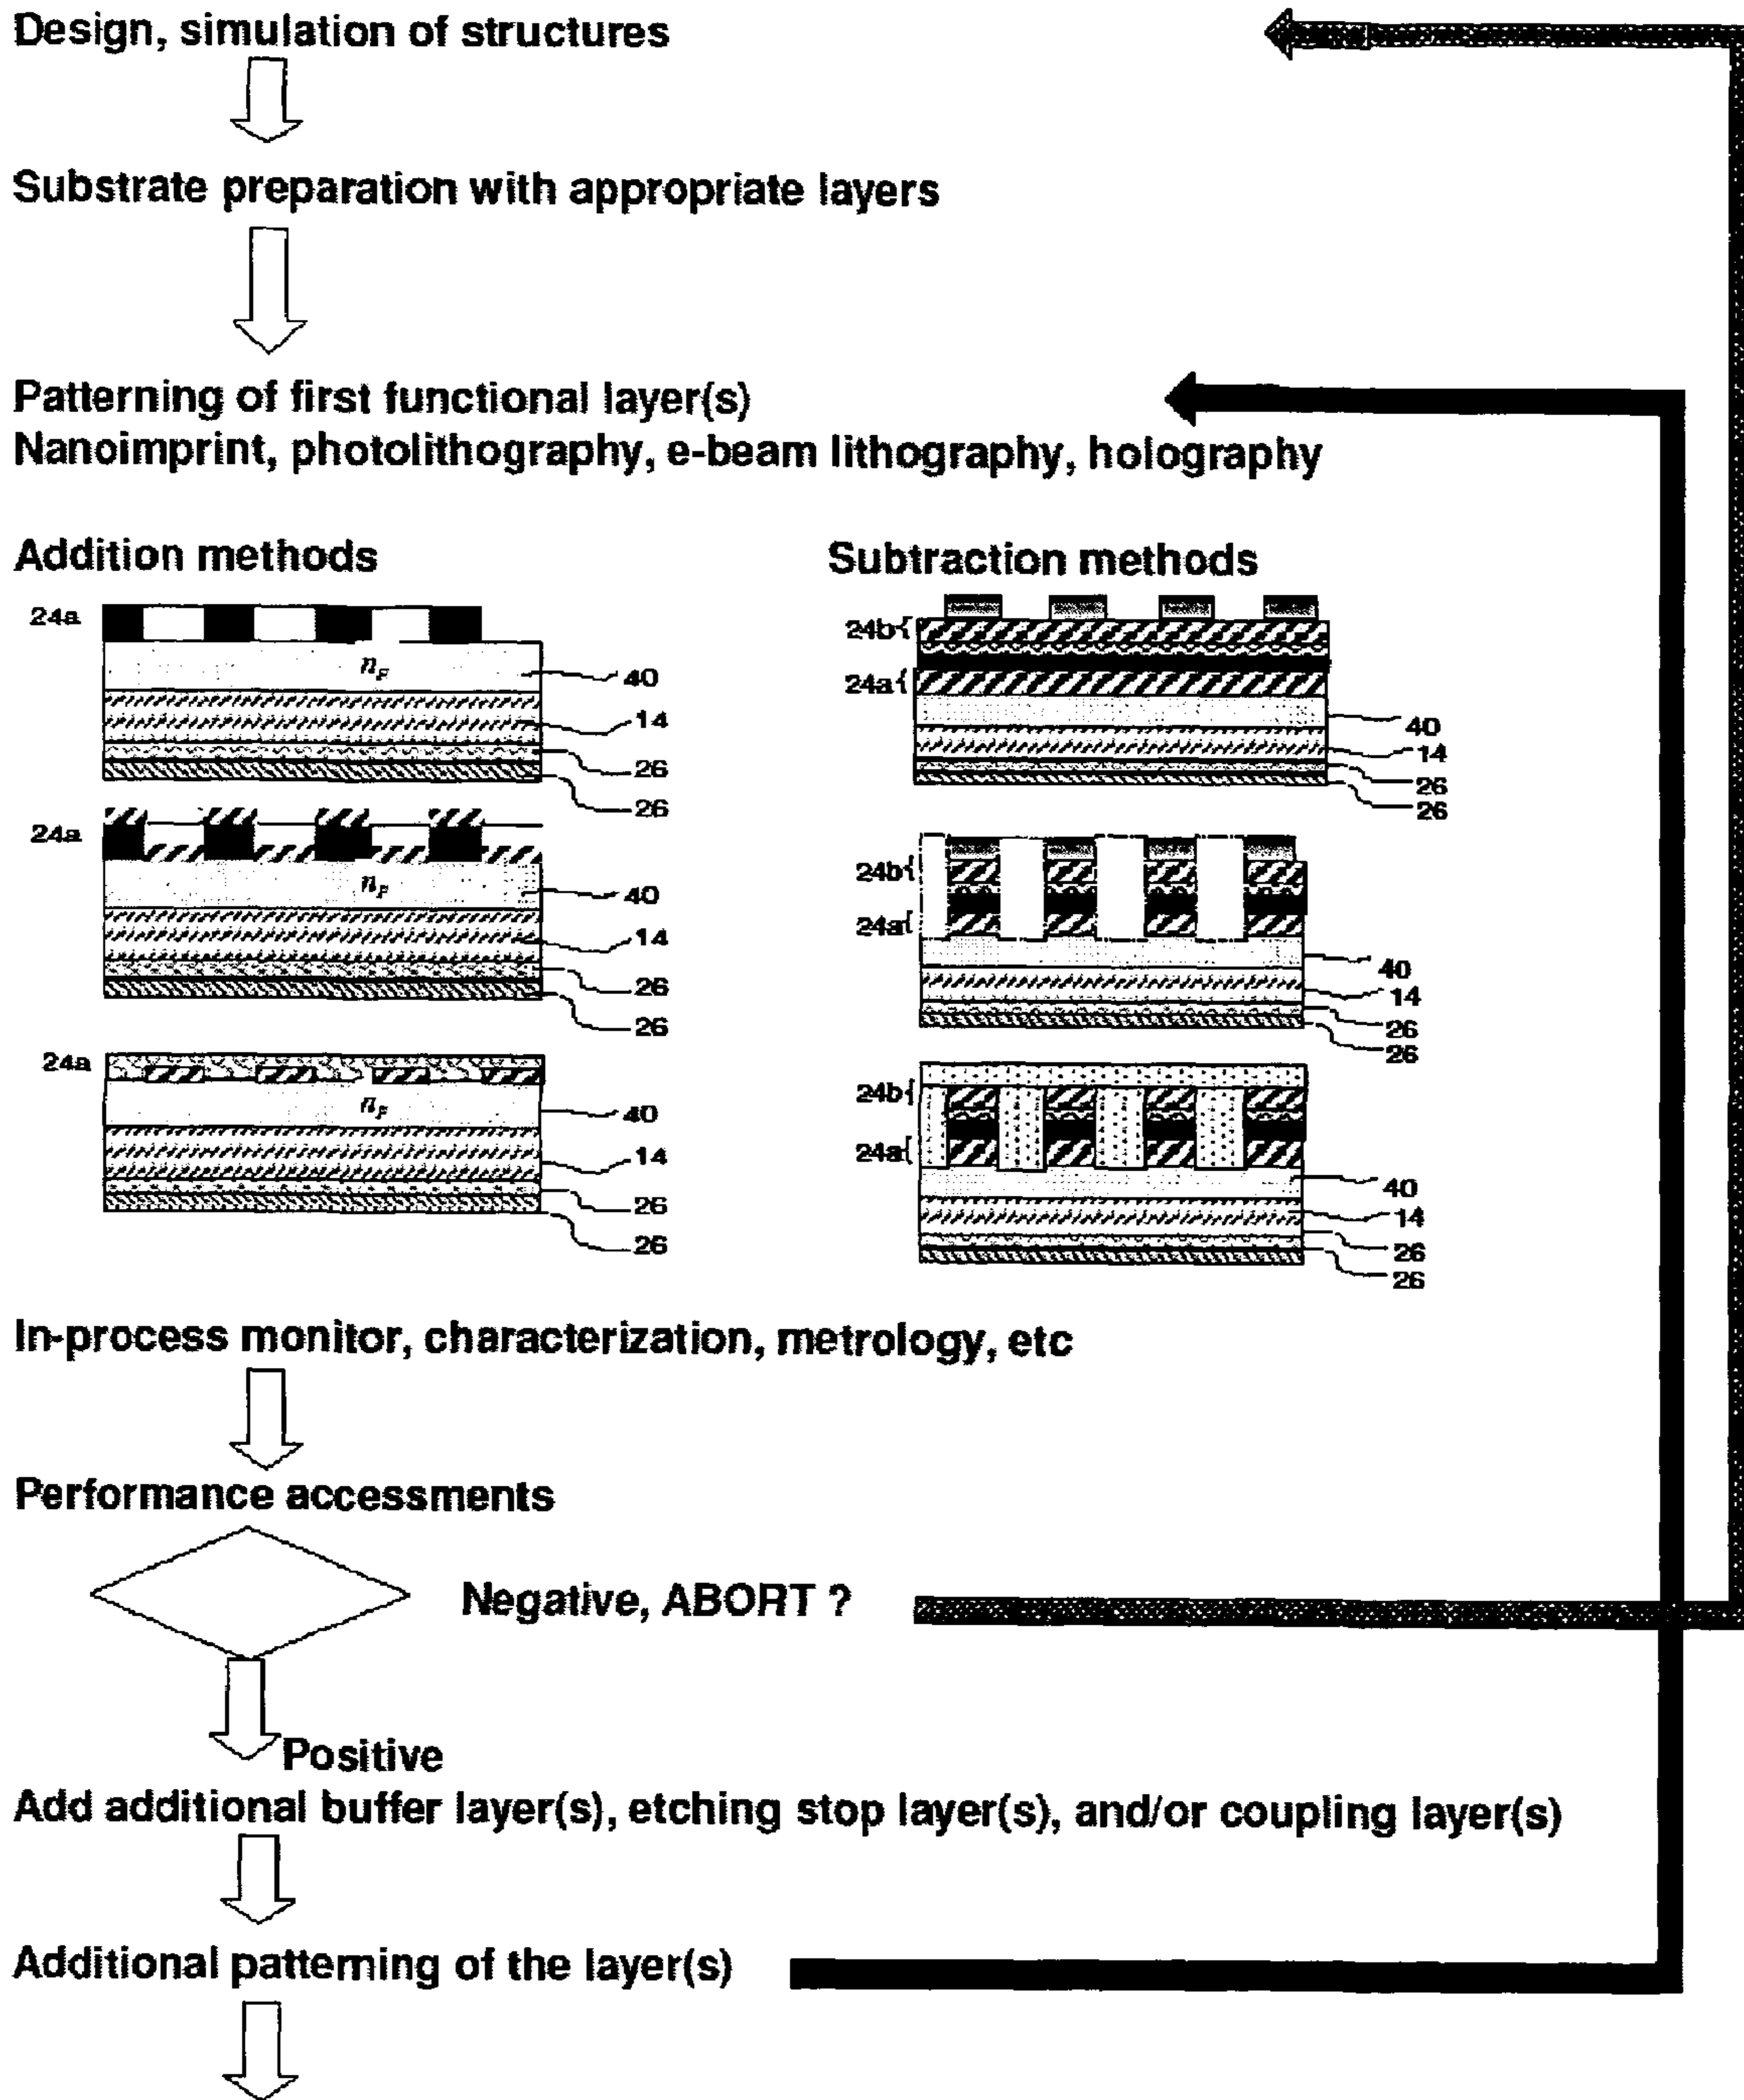 Design, simulation of structures
Substrate preparation with appropriate layers
Patterning of first functional layer(s)
Nanoimprint, photolithography, e-beam lithography, holography
Addition methods
24a
n_F
40
14
26
26
24a
n_F
40
14
26
26
24a
n_F
40
14
26
26
Subtraction methods
24b{
24a{
40
14
26
26
24b{
24a{
40
14
26
26
24b{
24a{
40
14
26
26
In-process monitor, characterization, metrology, etc
Performance accessments
Negative, ABORT ?
Positive
Add additional buffer layer(s), etching stop layer(s), and/or coupling layer(s)
Additional patterning of the layer(s)